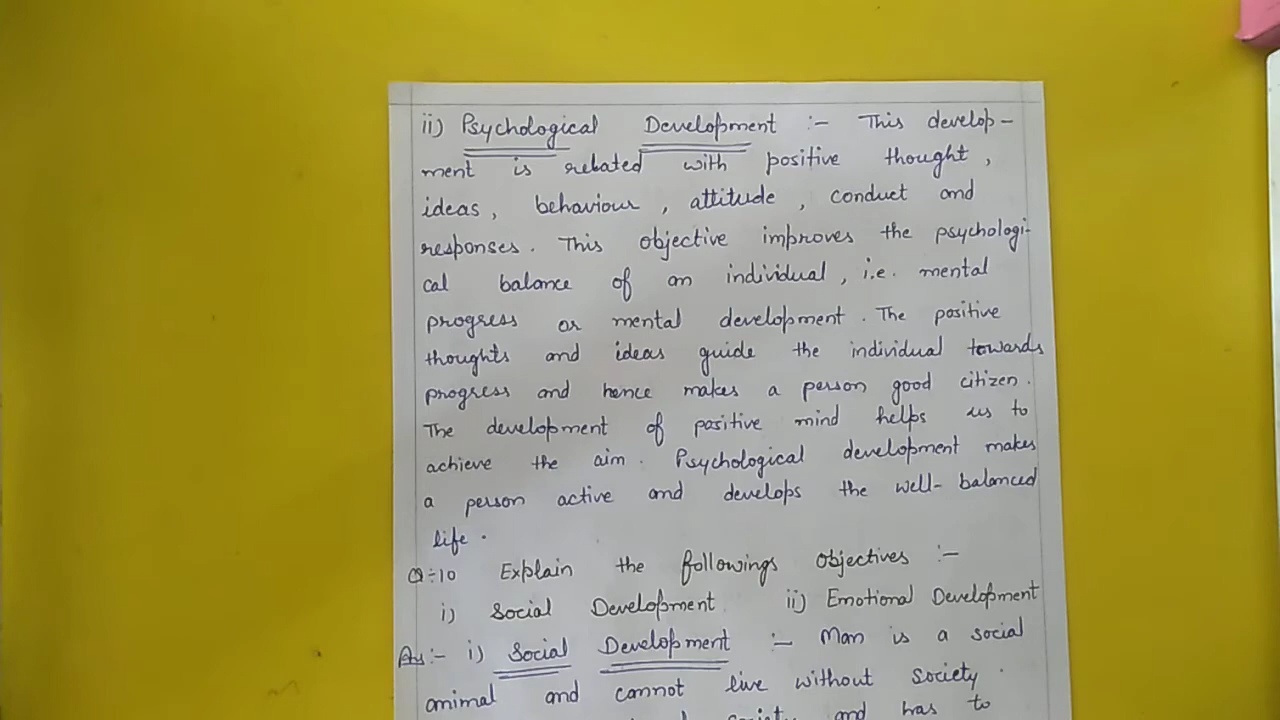 ii) Psychological Development :- This develop-
ment is related with positive thought,
ideas, behaviour, attitude, conduct and
responses. This objective improves the psychologi-
cal balance of an individual, i.e. mental
progress or mental development. The positive
thoughts and ideas guide the individual towards
progress and hence makes a person good citizen.
The development of positive mind helps us to
achieve the aim. Psychological development makes
a person active and develops the well-balanced
life.
Q:-10 Explain the followings objectives :-
i) Social Development ii) Emotional Development
Ans:- i) Social Development :- Man is a social
animal and cannot live without society.
society and has to